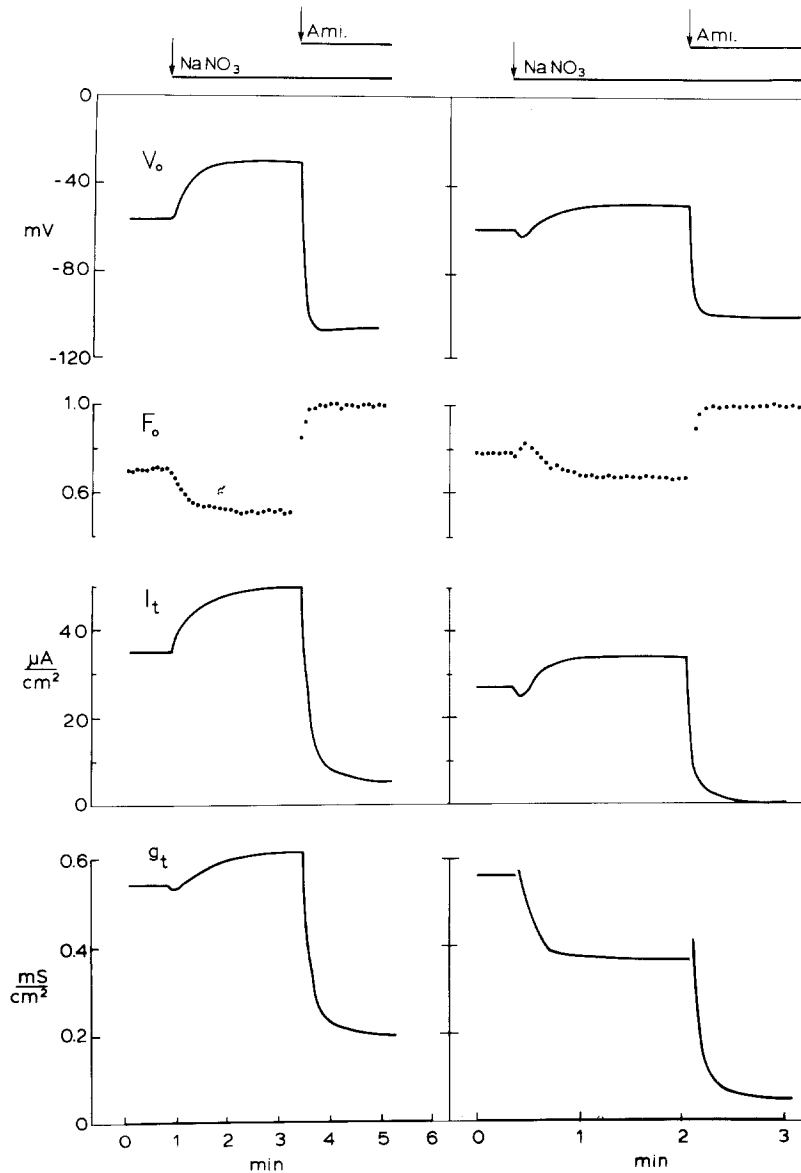 Ami. Ami.
NaNO₃ NaNO₃
0
Vₒ
-40
mV
-80
-120
1.0
Fₒ
0.6
Iₜ
40
μA
cm²
20
0
gₜ
0.6
0.4
mS
cm²
0.2
0
0 1 2 3 4 5 6 0 1 2 3
min min